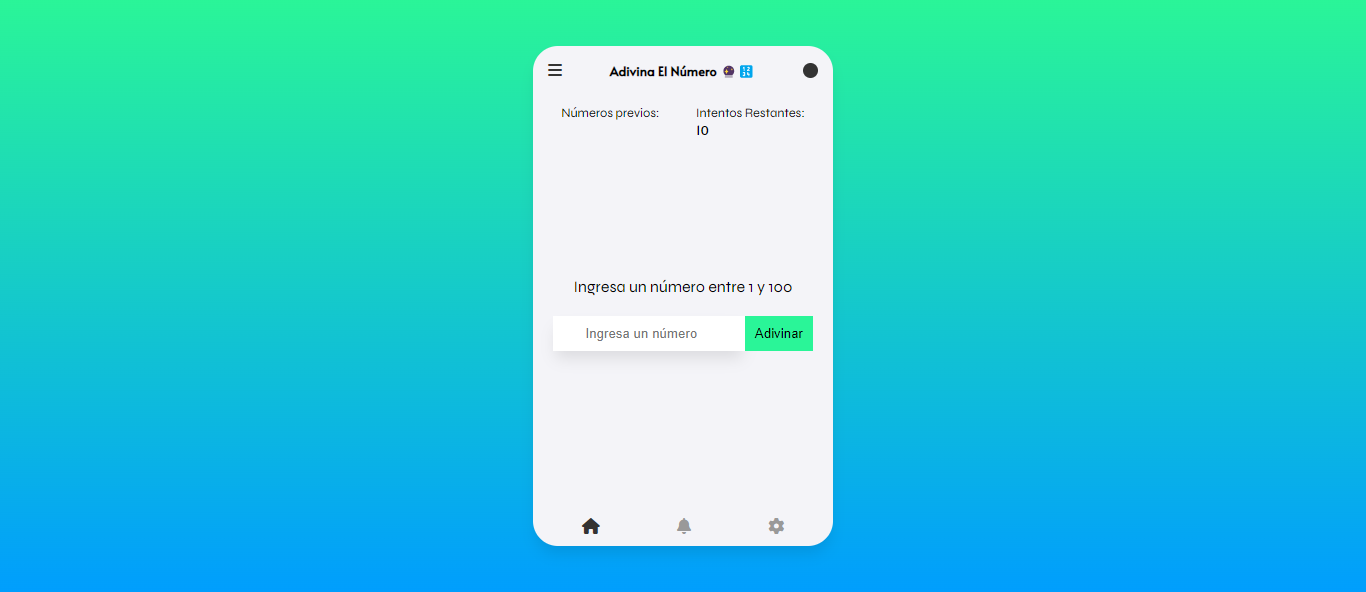 Adivina El Número 🔮 🔢
Números previos: Intentos Restantes:
10
Ingresa un número entre 1 y 100
Ingresa un número Adivinar